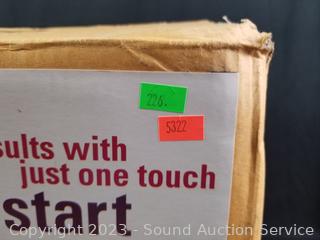 226.
5322
sults with
just one touch
start
Copyright 2023 - Sound Auction Service